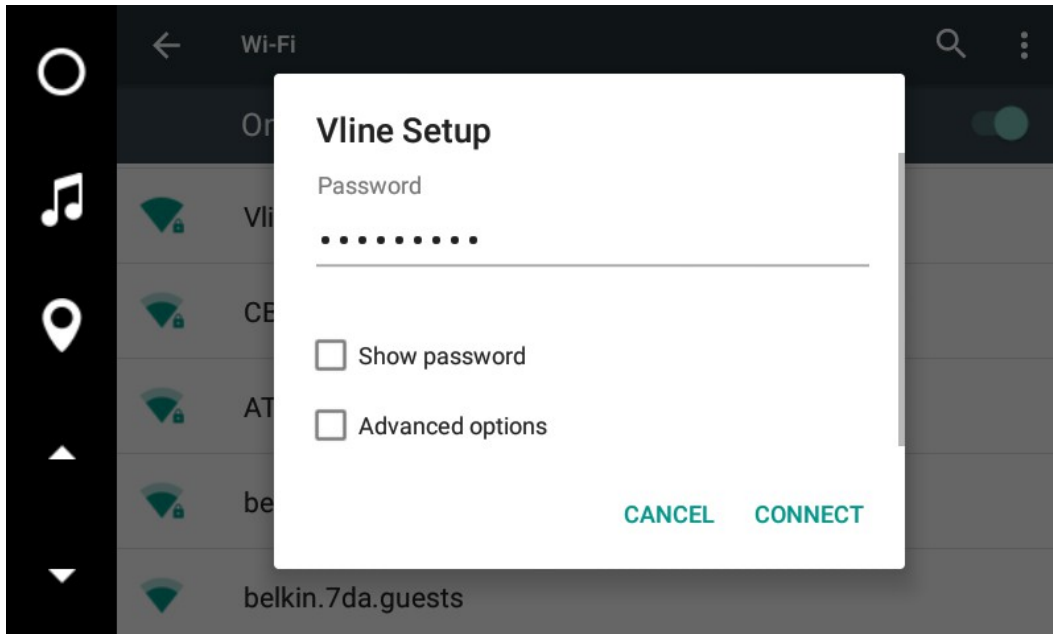 Wi-Fi
Vline Setup
Password
Show password
Advanced options
CANCEL CONNECT
belkin.7da.guests